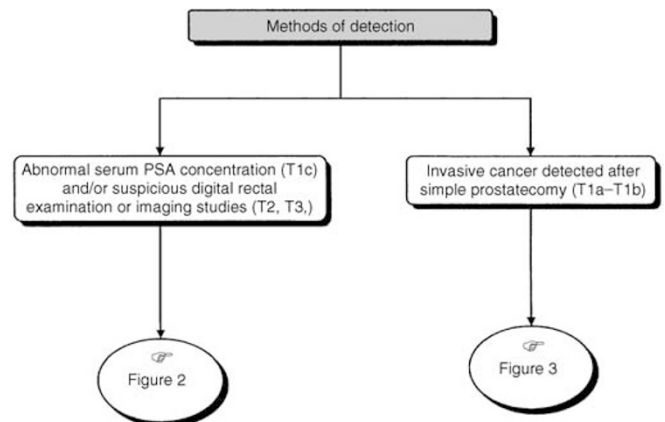 Methods of detection
Abnormal serum PSA concentration (T1c)
and/or suspicious digital rectal
examination or imaging studies (T2, T3,)
Invasive cancer detected after
simple prostatecomy (T1a–T1b)
Figure 2
Figure 3